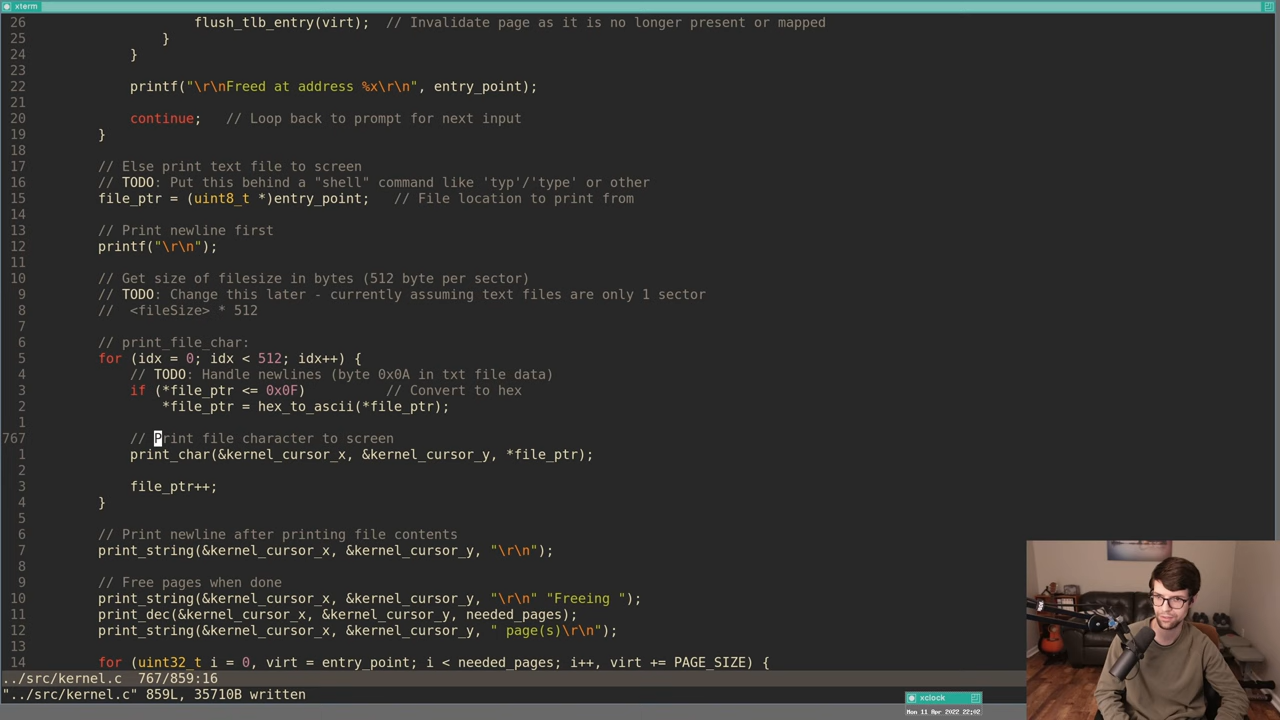 xterm
26 flush_tlb_entry(virt);  // Invalidate page as it is no longer present or mapped
25 }
24 }
23
22 printf("\r\nFreed at address %x\r\n", entry_point);
21
20 continue;   // Loop back to prompt for next input
19 }
18
17 // Else print text file to screen
16 // TODO: Put this behind a "shell" command like 'typ'/'type' or other
15 file_ptr = (uint8_t *)entry_point;   // File location to print from
14
13 // Print newline first
12 printf("\r\n");
11
10 // Get size of filesize in bytes (512 byte per sector)
9 // TODO: Change this later - currently assuming text files are only 1 sector
8 //  <fileSize> * 512
7
6 // print_file_char:
5 for (idx = 0; idx < 512; idx++) {
4 // TODO: Handle newlines (byte 0x0A in txt file data)
3 if (*file_ptr <= 0x0F)          // Convert to hex
2 *file_ptr = hex_to_ascii(*file_ptr);
1
767 // Print file character to screen
1 print_char(&kernel_cursor_x, &kernel_cursor_y, *file_ptr);
2
3 file_ptr++;
4 }
5
6 // Print newline after printing file contents
7 print_string(&kernel_cursor_x, &kernel_cursor_y, "\r\n");
8
9 // Free pages when done
10 print_string(&kernel_cursor_x, &kernel_cursor_y, "\r\n" "Freeing ");
11 print_dec(&kernel_cursor_x, &kernel_cursor_y, needed_pages);
12 print_string(&kernel_cursor_x, &kernel_cursor_y, " page(s)\r\n");
13
14 for (uint32_t i = 0, virt = entry_point; i < needed_pages; i++, virt += PAGE_SIZE) {
../src/kernel.c  767/859:16
"../src/kernel.c" 859L, 35710B written
xclock
Mon 11 Apr 2022 22:02